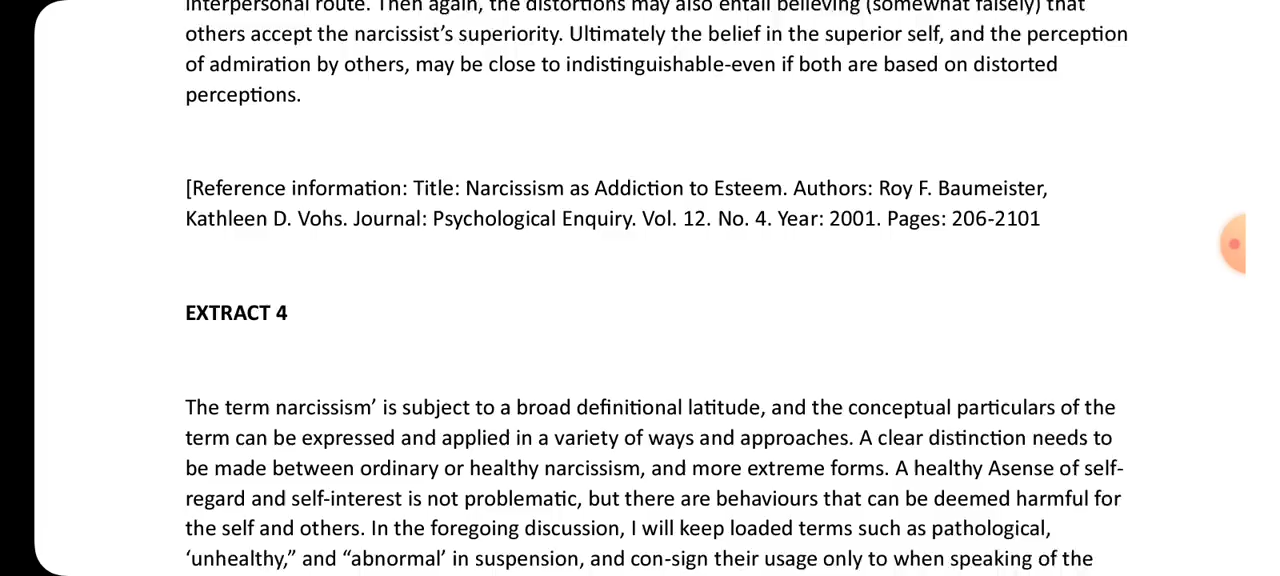 interpersonal route. Then again, the distortions may also entail believing (somewhat falsely) that
others accept the narcissist’s superiority. Ultimately the belief in the superior self, and the perception
of admiration by others, may be close to indistinguishable-even if both are based on distorted
perceptions.
[Reference information: Title: Narcissism as Addiction to Esteem. Authors: Roy F. Baumeister,
Kathleen D. Vohs. Journal: Psychological Enquiry. Vol. 12. No. 4. Year: 2001. Pages: 206-2101
EXTRACT 4
The term narcissism’ is subject to a broad definitional latitude, and the conceptual particulars of the
term can be expressed and applied in a variety of ways and approaches. A clear distinction needs to
be made between ordinary or healthy narcissism, and more extreme forms. A healthy Asense of self-
regard and self-interest is not problematic, but there are behaviours that can be deemed harmful for
the self and others. In the foregoing discussion, I will keep loaded terms such as pathological,
‘unhealthy,” and “abnormal’ in suspension, and con-sign their usage only to when speaking of the